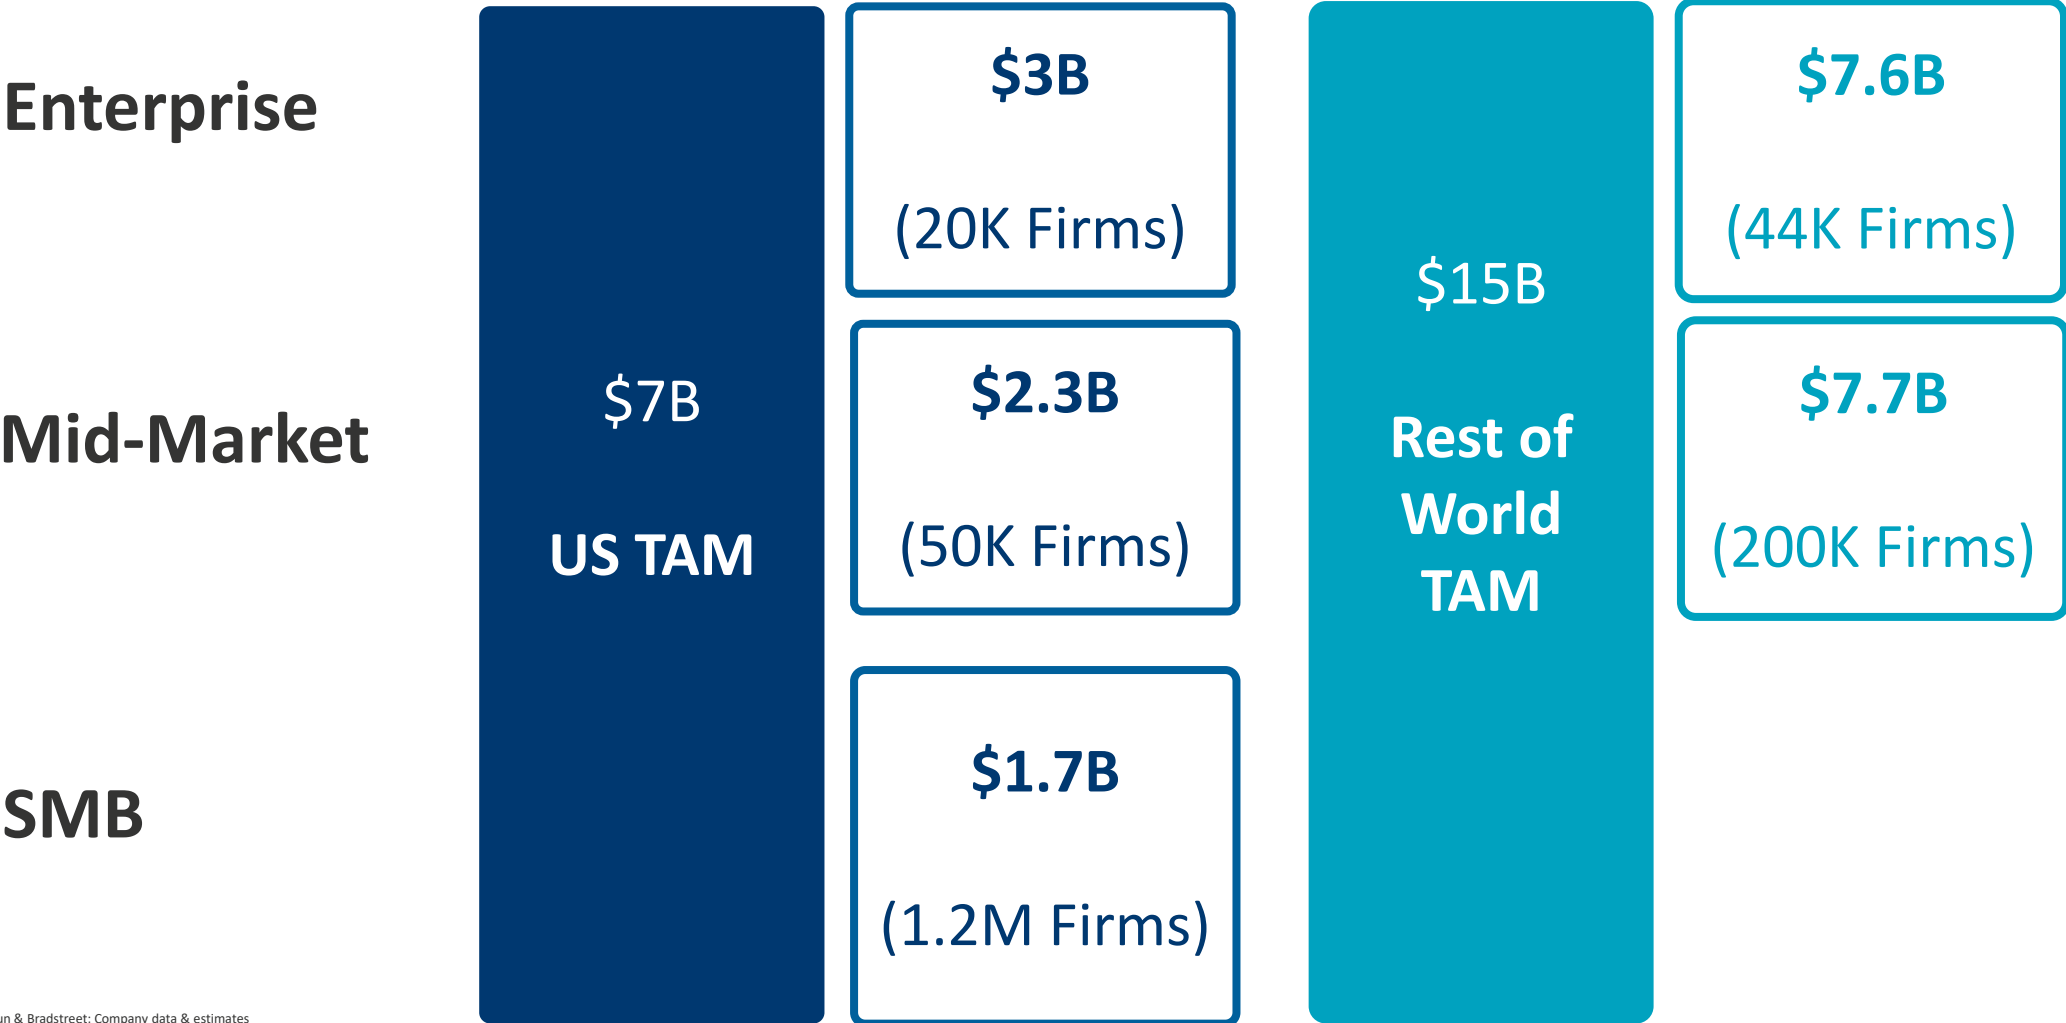 Enterprise
Mid-Market
SMB
$7B
US TAM
$3B
(20K Firms)
$2.3B
(50K Firms)
$1.7B
(1.2M Firms)
$15B
Rest of
World
TAM
$7.6B
(44K Firms)
$7.7B
(200K Firms)
& Bradstreet: Company data & estimates